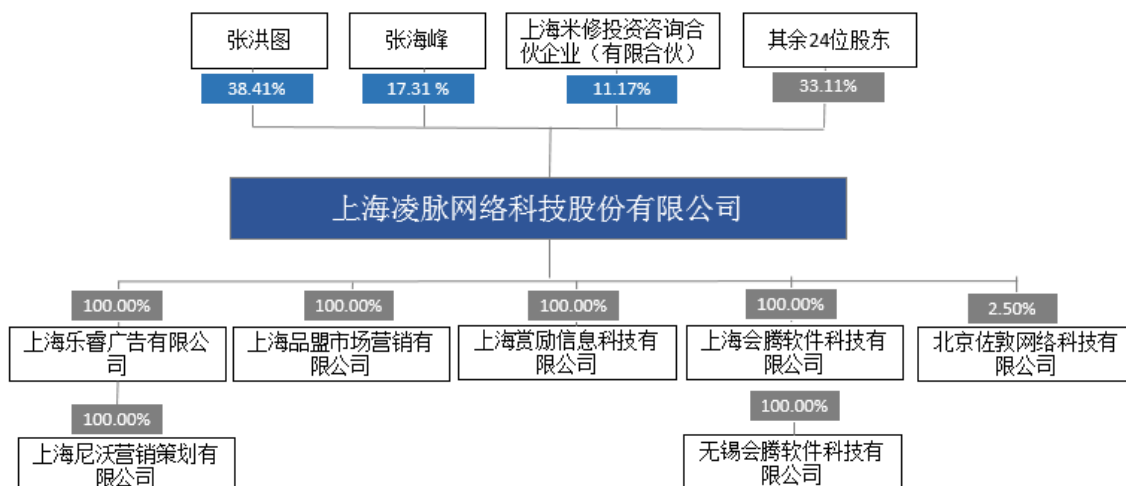 张洪图
张海峰
上海米修投资咨询合
伙企业（有限合伙）
其余24位股东
38.41%
17.31 %
11.17%
33.11%
上海凌脉网络科技股份有限公司
100.00%
100.00%
100.00%
100.00%
2.50%
上海乐睿广告有限公
司
上海品盟市场营销有
限公司
上海赏励信息科技有
限公司
上海会腾软件科技有
限公司
北京佐敦网络科技有
限公司
100.00%
100.00%
上海尼沃营销策划有
限公司
无锡会腾软件科技有
限公司